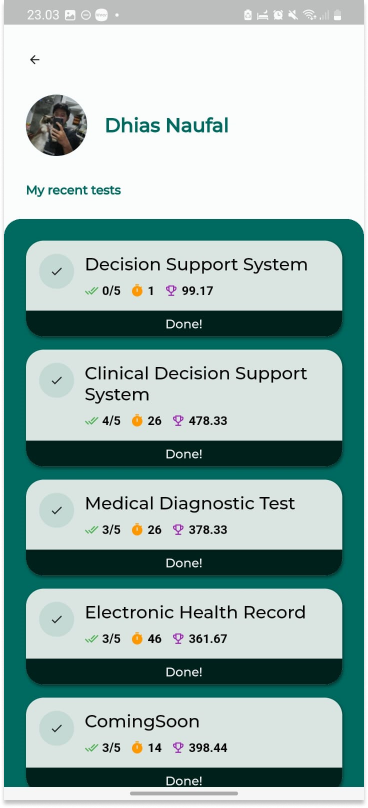 23.03
Dhias Naufal
My recent tests
Decision Support System
0/5 1 99.17
Done!
Clinical Decision Support
System
4/5 26 478.33
Done!
Medical Diagnostic Test
3/5 26 378.33
Done!
Electronic Health Record
3/5 46 361.67
Done!
ComingSoon
3/5 14 398.44
Done!